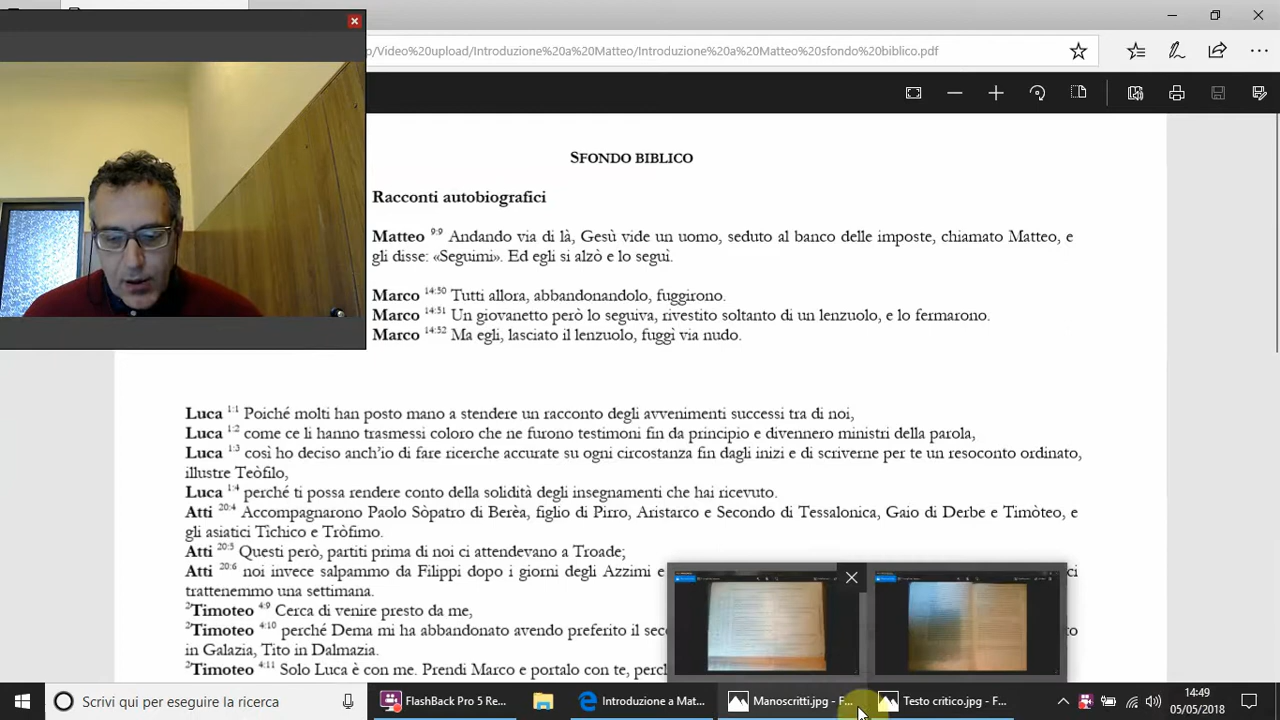 p/Video%20upload/Introduzione%20a%20Matteo/Introduzione%20a%20Matteo%20sfondo%20biblico.pdf
SFONDO BIBLICO
Racconti autobiografici
Matteo 9:9 Andando via di là, Gesù vide un uomo, seduto al banco delle imposte, chiamato Matteo, e
gli disse: «Seguimi». Ed egli si alzò e lo seguì.
Marco 14:50 Tutti allora, abbandonandolo, fuggirono.
Marco 14:51 Un giovanetto però lo seguiva, rivestito soltanto di un lenzuolo, e lo fermarono.
Marco 14:52 Ma egli, lasciato il lenzuolo, fuggì via nudo.
Luca 1:1 Poiché molti han posto mano a stendere un racconto degli avvenimenti successi tra di noi,
Luca 1:2 come ce li hanno trasmessi coloro che ne furono testimoni fin da principio e divennero ministri della parola,
Luca 1:3 così ho deciso anch'io di fare ricerche accurate su ogni circostanza fin dagli inizi e di scriverne per te un resoconto ordinato,
illustre Teòfilo,
Luca 1:4 perché ti possa rendere conto della solidità degli insegnamenti che hai ricevuto.
Atti 20:4 Accompagnarono Paolo Sòpatro di Berèa, figlio di Pirro, Aristarco e Secondo di Tessalonica, Gaio di Derbe e Timòteo, e
gli asiatici Tìchico e Tròfimo.
Atti 20:5 Questi però, partiti prima di noi ci attendevano a Troade;
Atti 20:6 noi invece salpammo da Filippi dopo i giorni degli Azzimi e ci
trattenemmo una settimana.
2Timoteo 4:9 Cerca di venire presto da me,
2Timoteo 4:10 perché Dema mi ha abbandonato avendo preferito il seco to
in Galazia, Tito in Dalmazia.
2Timoteo 4:11 Solo Luca è con me. Prendi Marco e portalo con te, perch
Scrivi qui per eseguire la ricerca
FlashBack Pro 5 Re...
Introduzione a Mat...
Manoscritti.jpg - F...
Testo critico.jpg - F...
14:49
05/05/2018